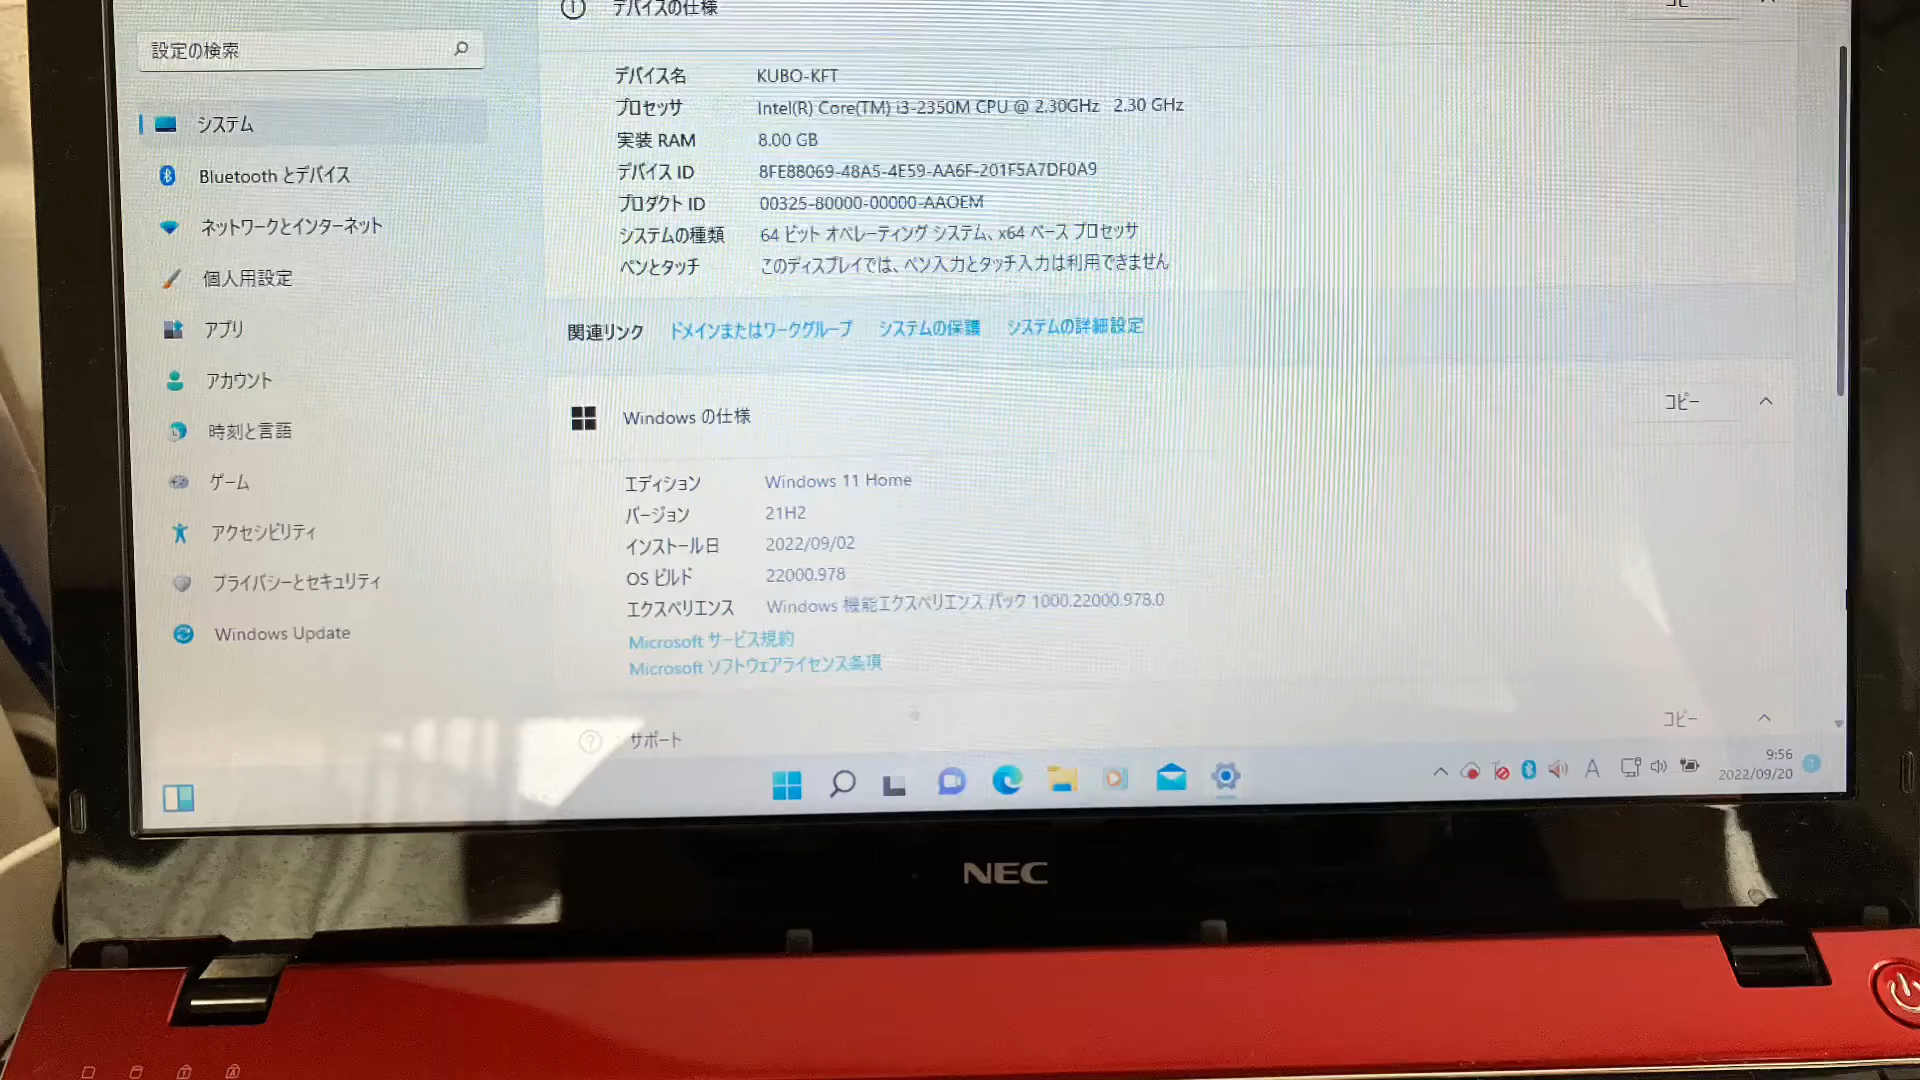 デバイスの仕様
コピー
設定の検索
システム
Bluetooth とデバイス
ネットワークとインターネット
個人用設定
アプリ
アカウント
時刻と言語
ゲーム
アクセシビリティ
プライバシーとセキュリティ
Windows Update
デバイス名 KUBO-KFT
プロセッサ Intel(R) Core(TM) i3-2350M CPU @ 2.30GHz 2.30 GHz
実装 RAM 8.00 GB
デバイス ID 8FE88069-48A5-4E59-AA6F-201F5A7DF0A9
プロダクト ID 00325-80000-00000-AAOEM
システムの種類 64 ビット オペレーティング システム、x64 ベース プロセッサ
ペンとタッチ このディスプレイでは、ペン入力とタッチ入力は利用できません
関連リンク ドメインまたはワークグループ システムの保護 システムの詳細設定
Windows の仕様 コピー
エディション Windows 11 Home
バージョン 21H2
インストール日 2022/09/02
OS ビルド 22000.978
エクスペリエンス Windows 機能エクスペリエンス パック 1000.22000.978.0
Microsoft サービス規約
Microsoft ソフトウェアライセンス条項
サポート コピー
A
9:56
2022/09/20
1
NEC